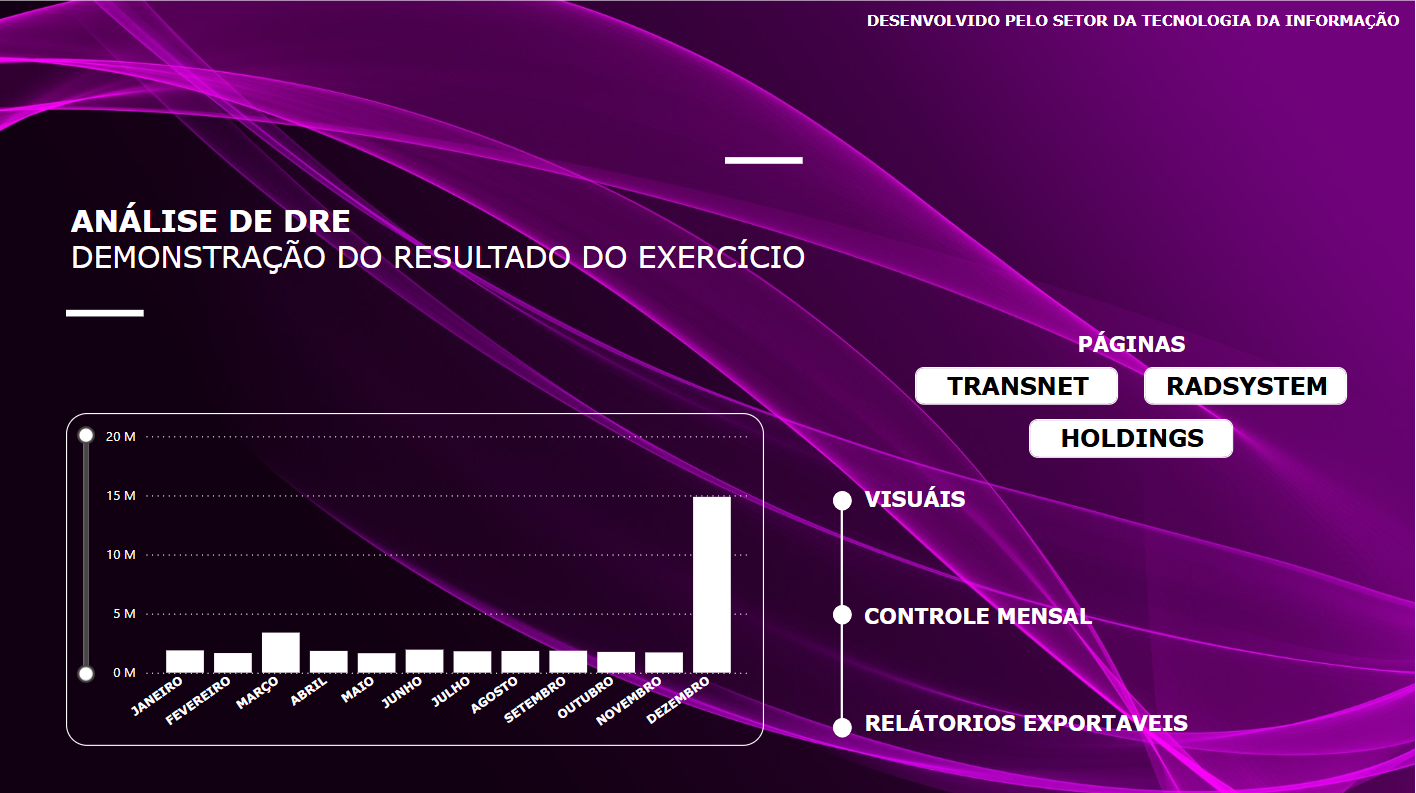 DESENVOLVIDO PELO SETOR DA TECNOLOGIA DA INFORMAÇÃO
ANÁLISE DE DRE
DEMONSTRAÇÃO DO RESULTADO DO EXERCÍCIO
PÁGINAS
TRANSNET RADSYSTEM
HOLDINGS
20 M
15 M
10 M
5 M
0 M
JANEIRO FEVEREIRO MARÇO ABRIL MAIO JUNHO JULHO AGOSTO SETEMBRO OUTUBRO NOVEMBRO DEZEMBRO
VISUÁIS
CONTROLE MENSAL
RELÁTORIOS EXPORTAVEIS